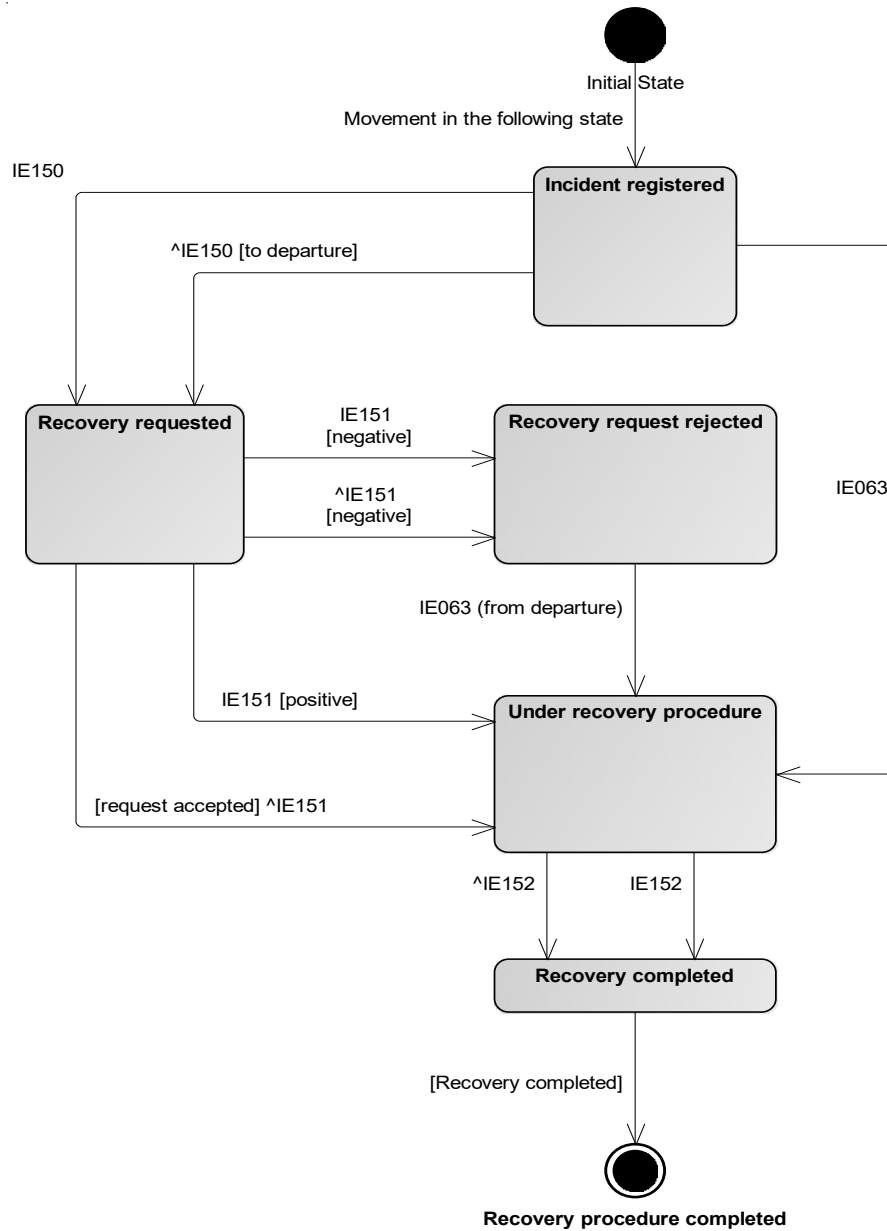 Initial State
Movement in the following state
IE150
Incident registered
^IE150 [to departure]
Recovery requested
IE151
[negative]
Recovery request rejected
^IE151
[negative]
IE063
IE063 (from departure)
IE151 [positive]
Under recovery procedure
[request accepted] ^IE151
^IE152
IE152
Recovery completed
[Recovery completed]
Recovery procedure completed